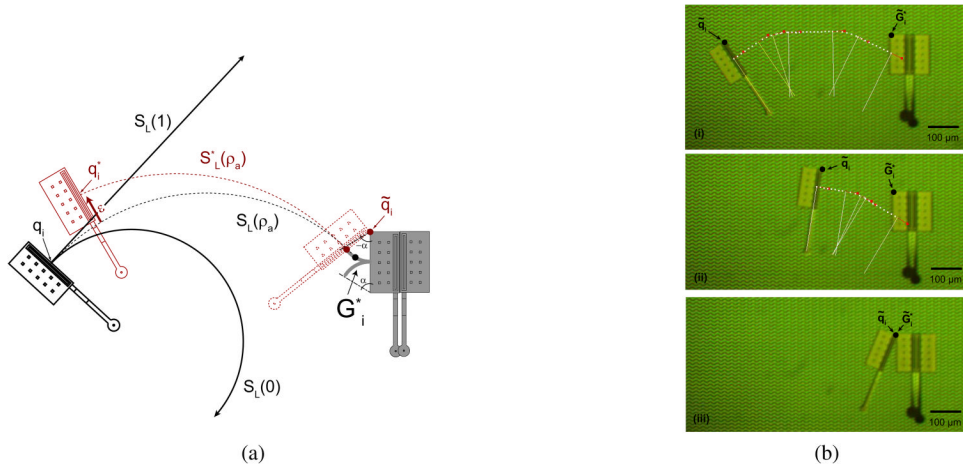 S_L(1)
S*_L(ρ_a)
q*_i
ε
S_L(ρ_a)
q̃_i
q_i
-α
α
G*_i
S_L(0)
(a)
q̃_i
G̃*_i
(i)
100 μm
q̃_i
G̃*_i
(ii)
100 μm
q̃_i
G̃*_i
(iii)
100 μm
(b)